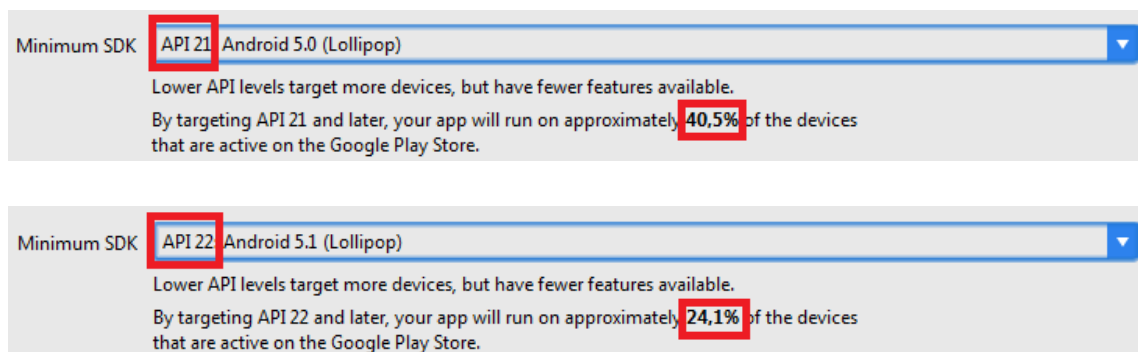 Minimum SDK API 21: Android 5.0 (Lollipop)
Lower API levels target more devices, but have fewer features available.
By targeting API 21 and later, your app will run on approximately 40,5% of the devices
that are active on the Google Play Store.
Minimum SDK API 22: Android 5.1 (Lollipop)
Lower API levels target more devices, but have fewer features available.
By targeting API 22 and later, your app will run on approximately 24,1% of the devices
that are active on the Google Play Store.